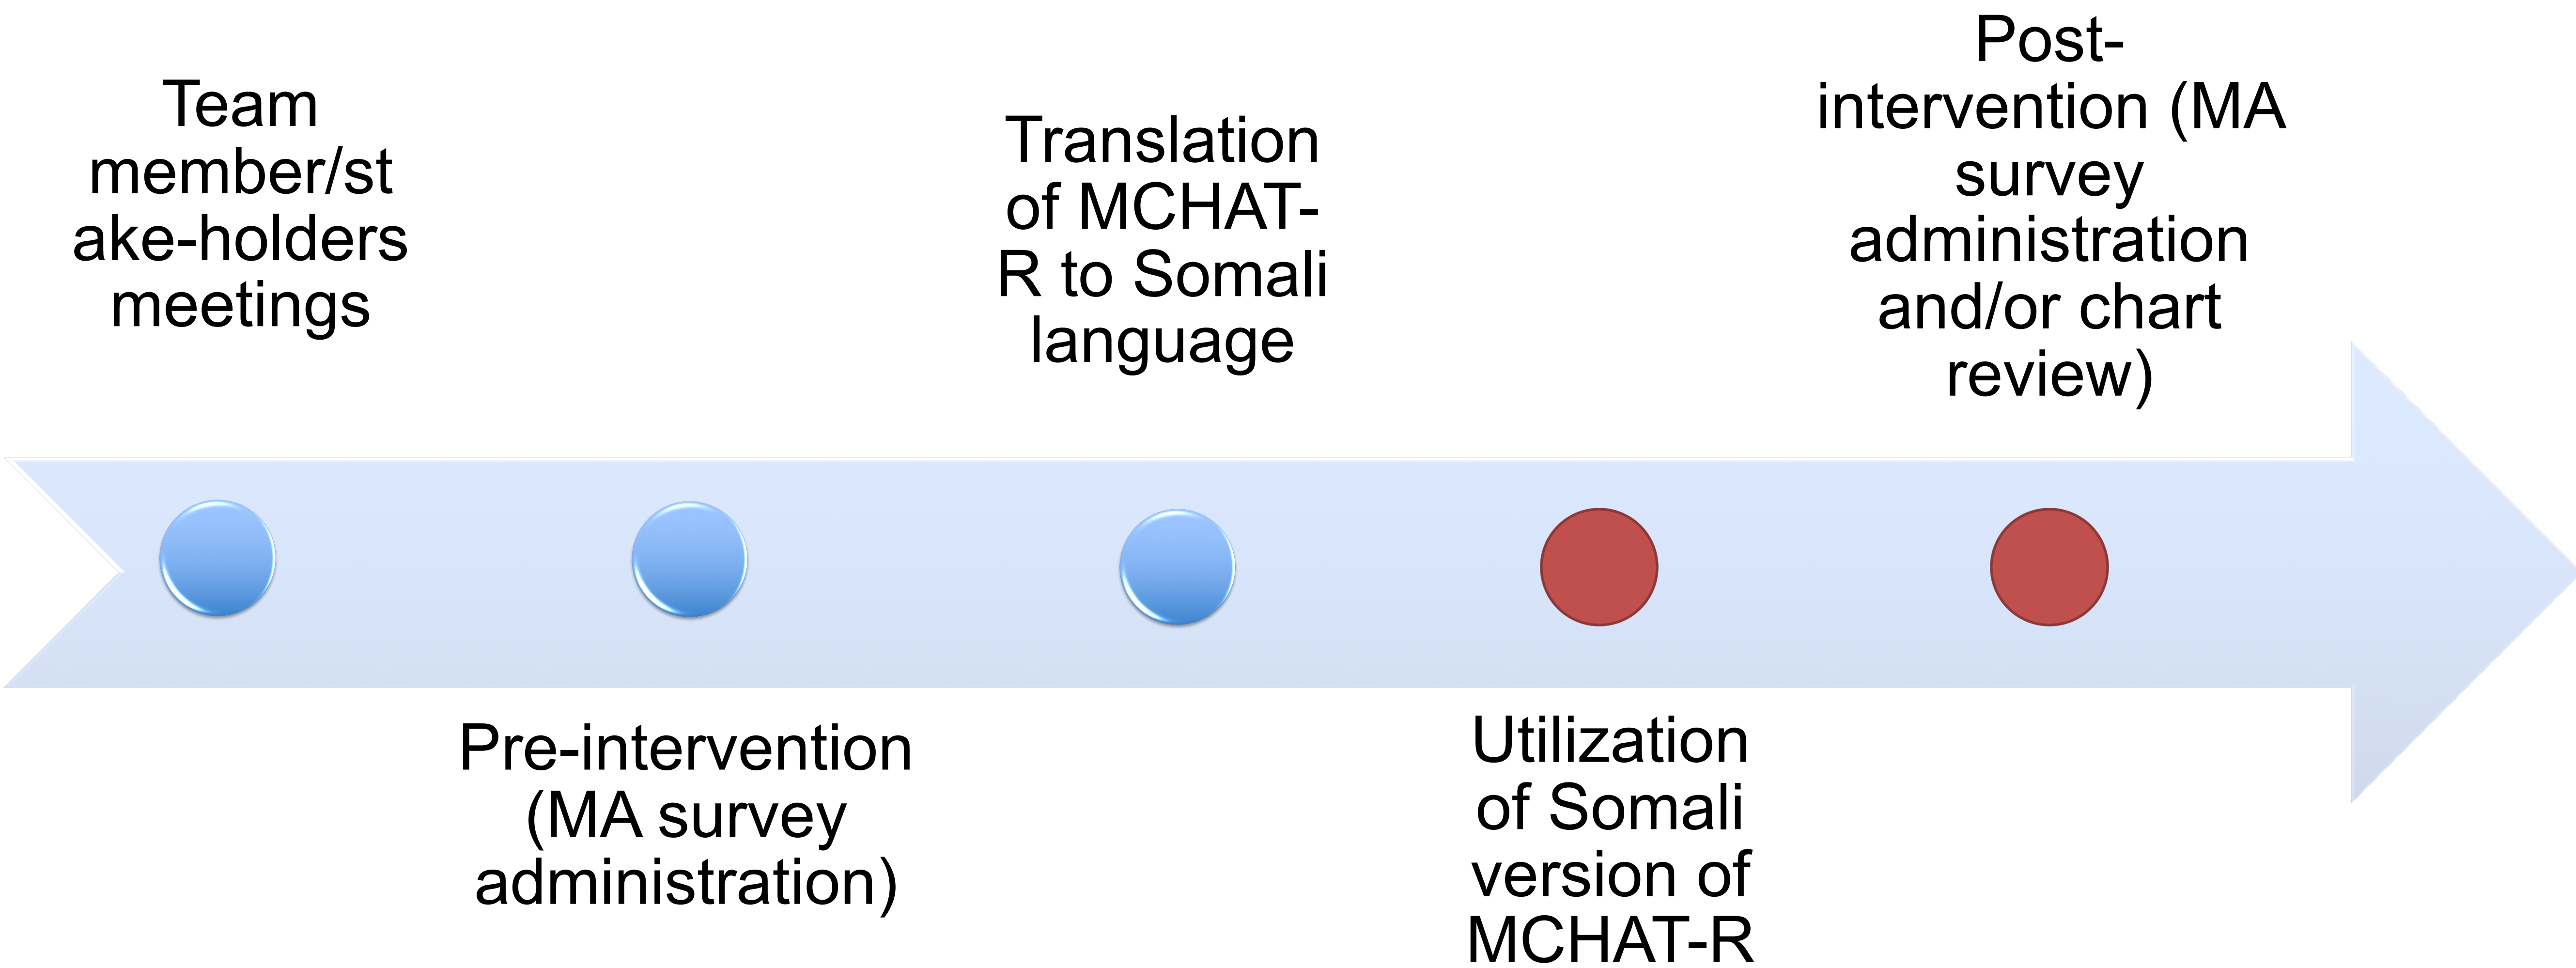 Team
member/st
ake-holders
meetings
Pre-intervention
(MA survey
administration)
Translation
of MCHAT-
R to Somali
language
Utilization
of Somali
version of
MCHAT-R
Post-
intervention (MA
survey
administration
and/or chart
review)